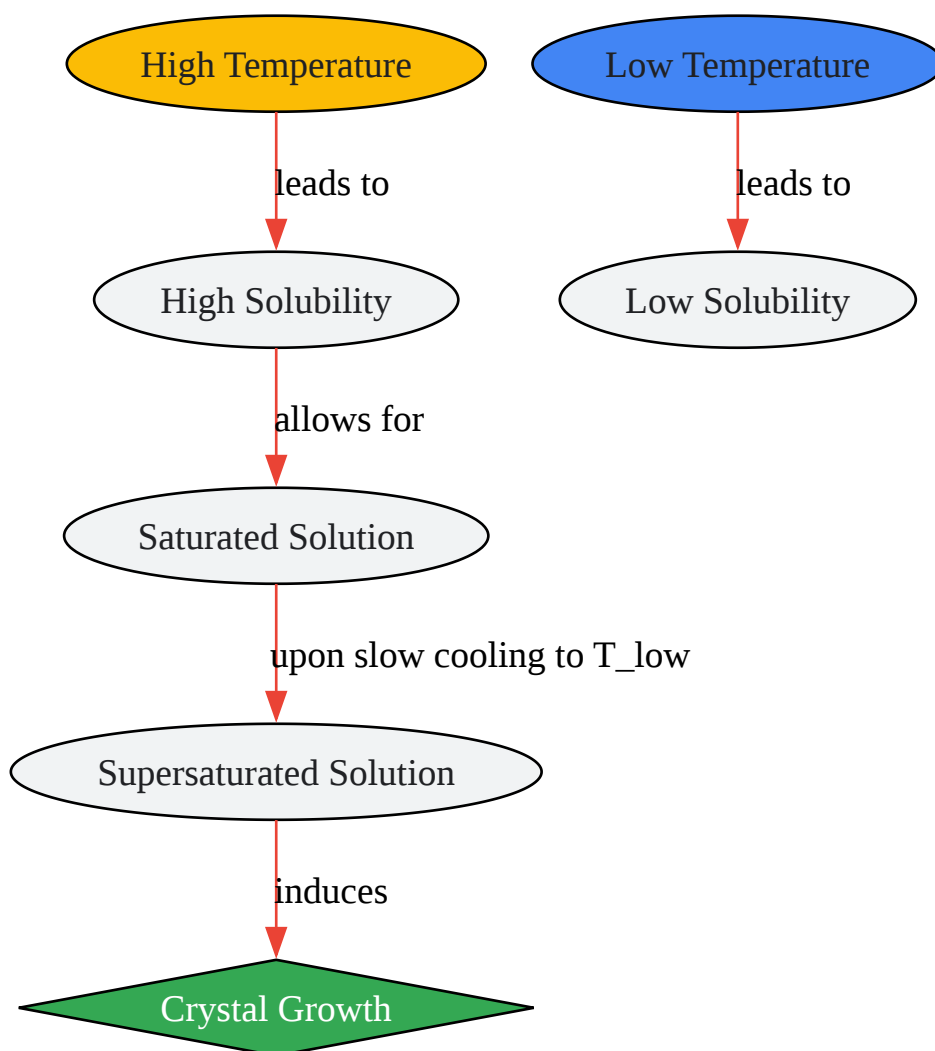 High Temperature
Low Temperature
leads to
leads to
High Solubility
Low Solubility
allows for
Saturated Solution
upon slow cooling to T_low
Supersaturated Solution
induces
Crystal Growth